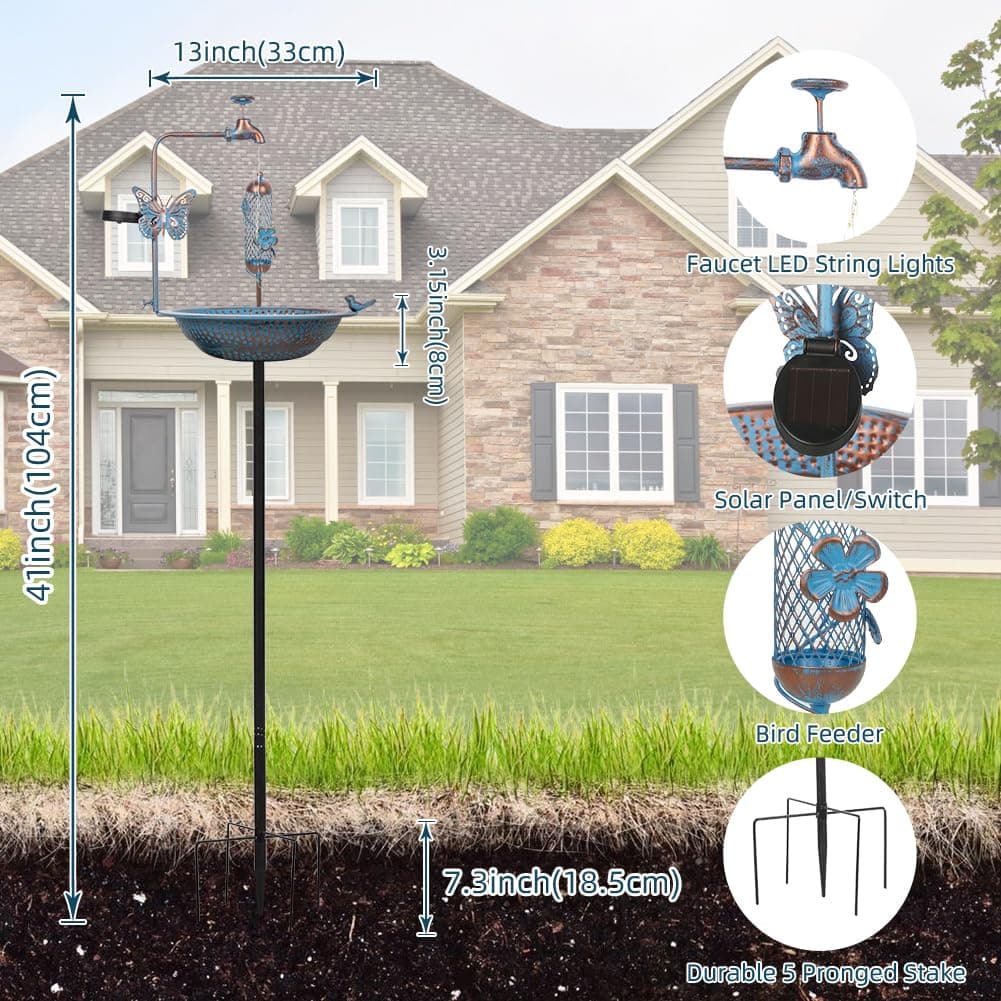 13inch(33cm)
41inch(104cm)
3.15inch(8cm)
7.3inch(18.5cm)
Faucet LED String Lights
Solar Panel/Switch
Bird Feeder
Durable 5 Pronged Stake